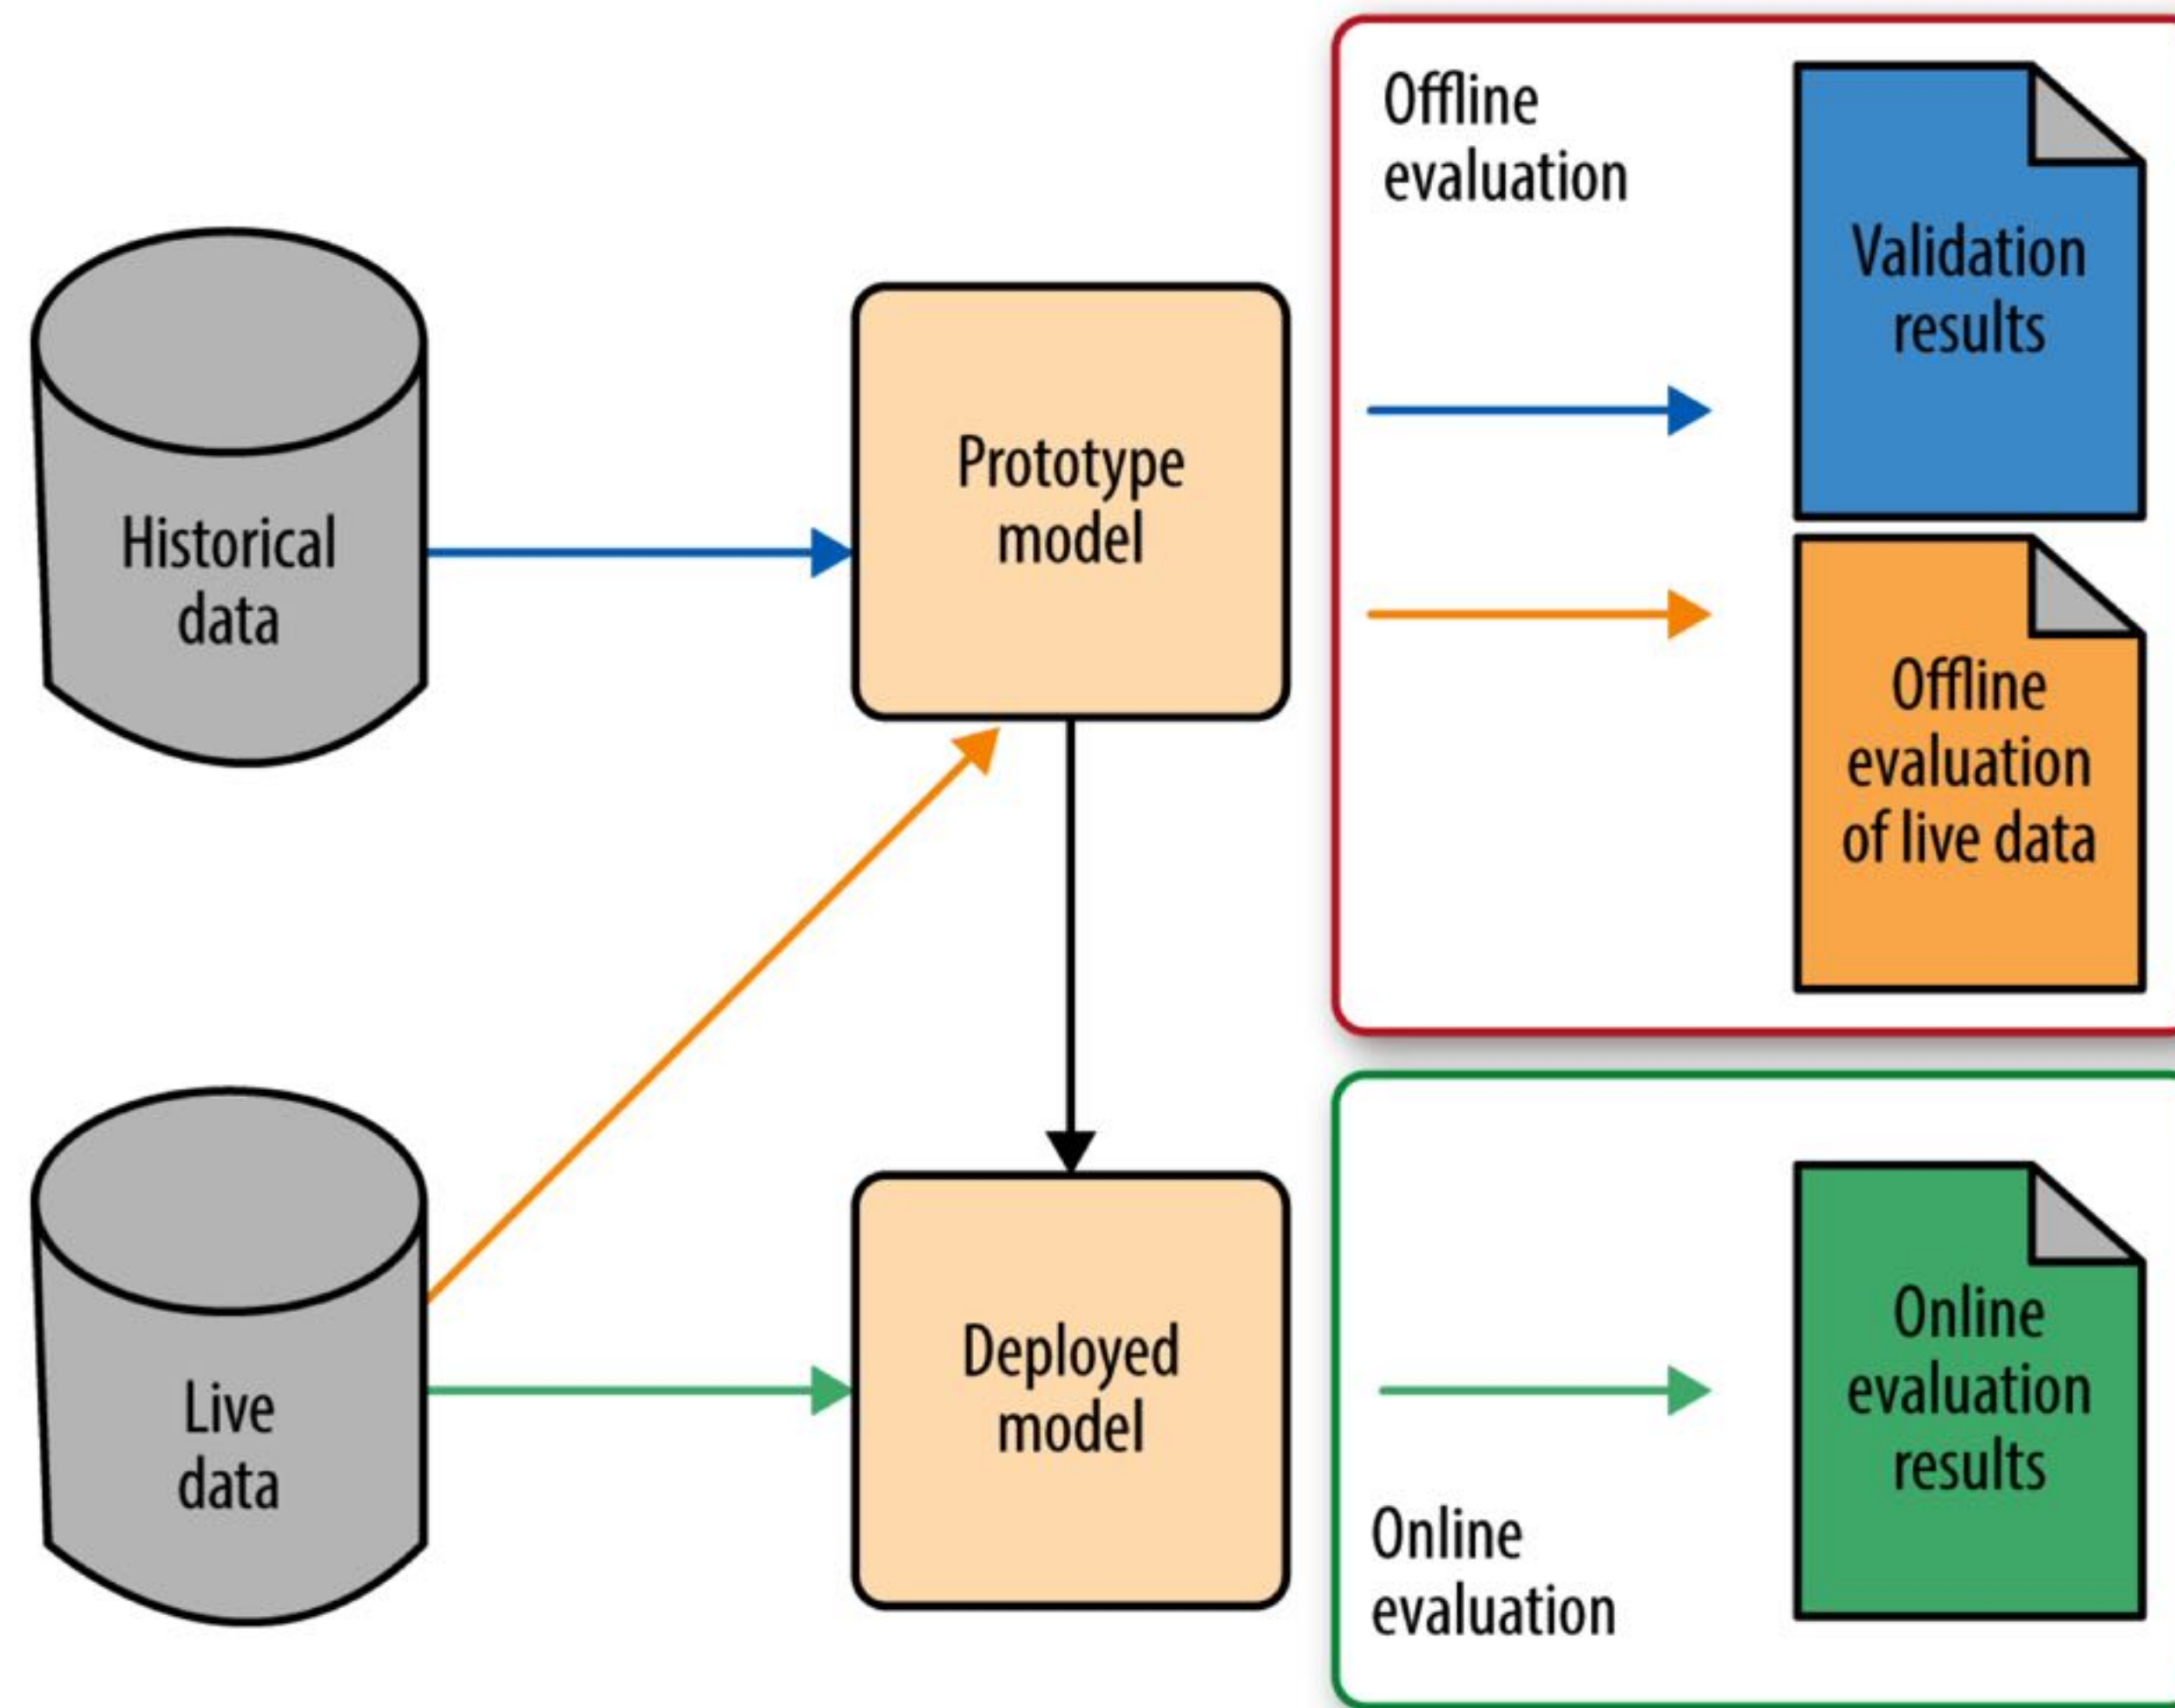 Offline
evaluation
Validation
results
Historical
data
Prototype
model
Offline
evaluation
of live data
Live
data
Deployed
model
Online
evaluation
results
Online
evaluation